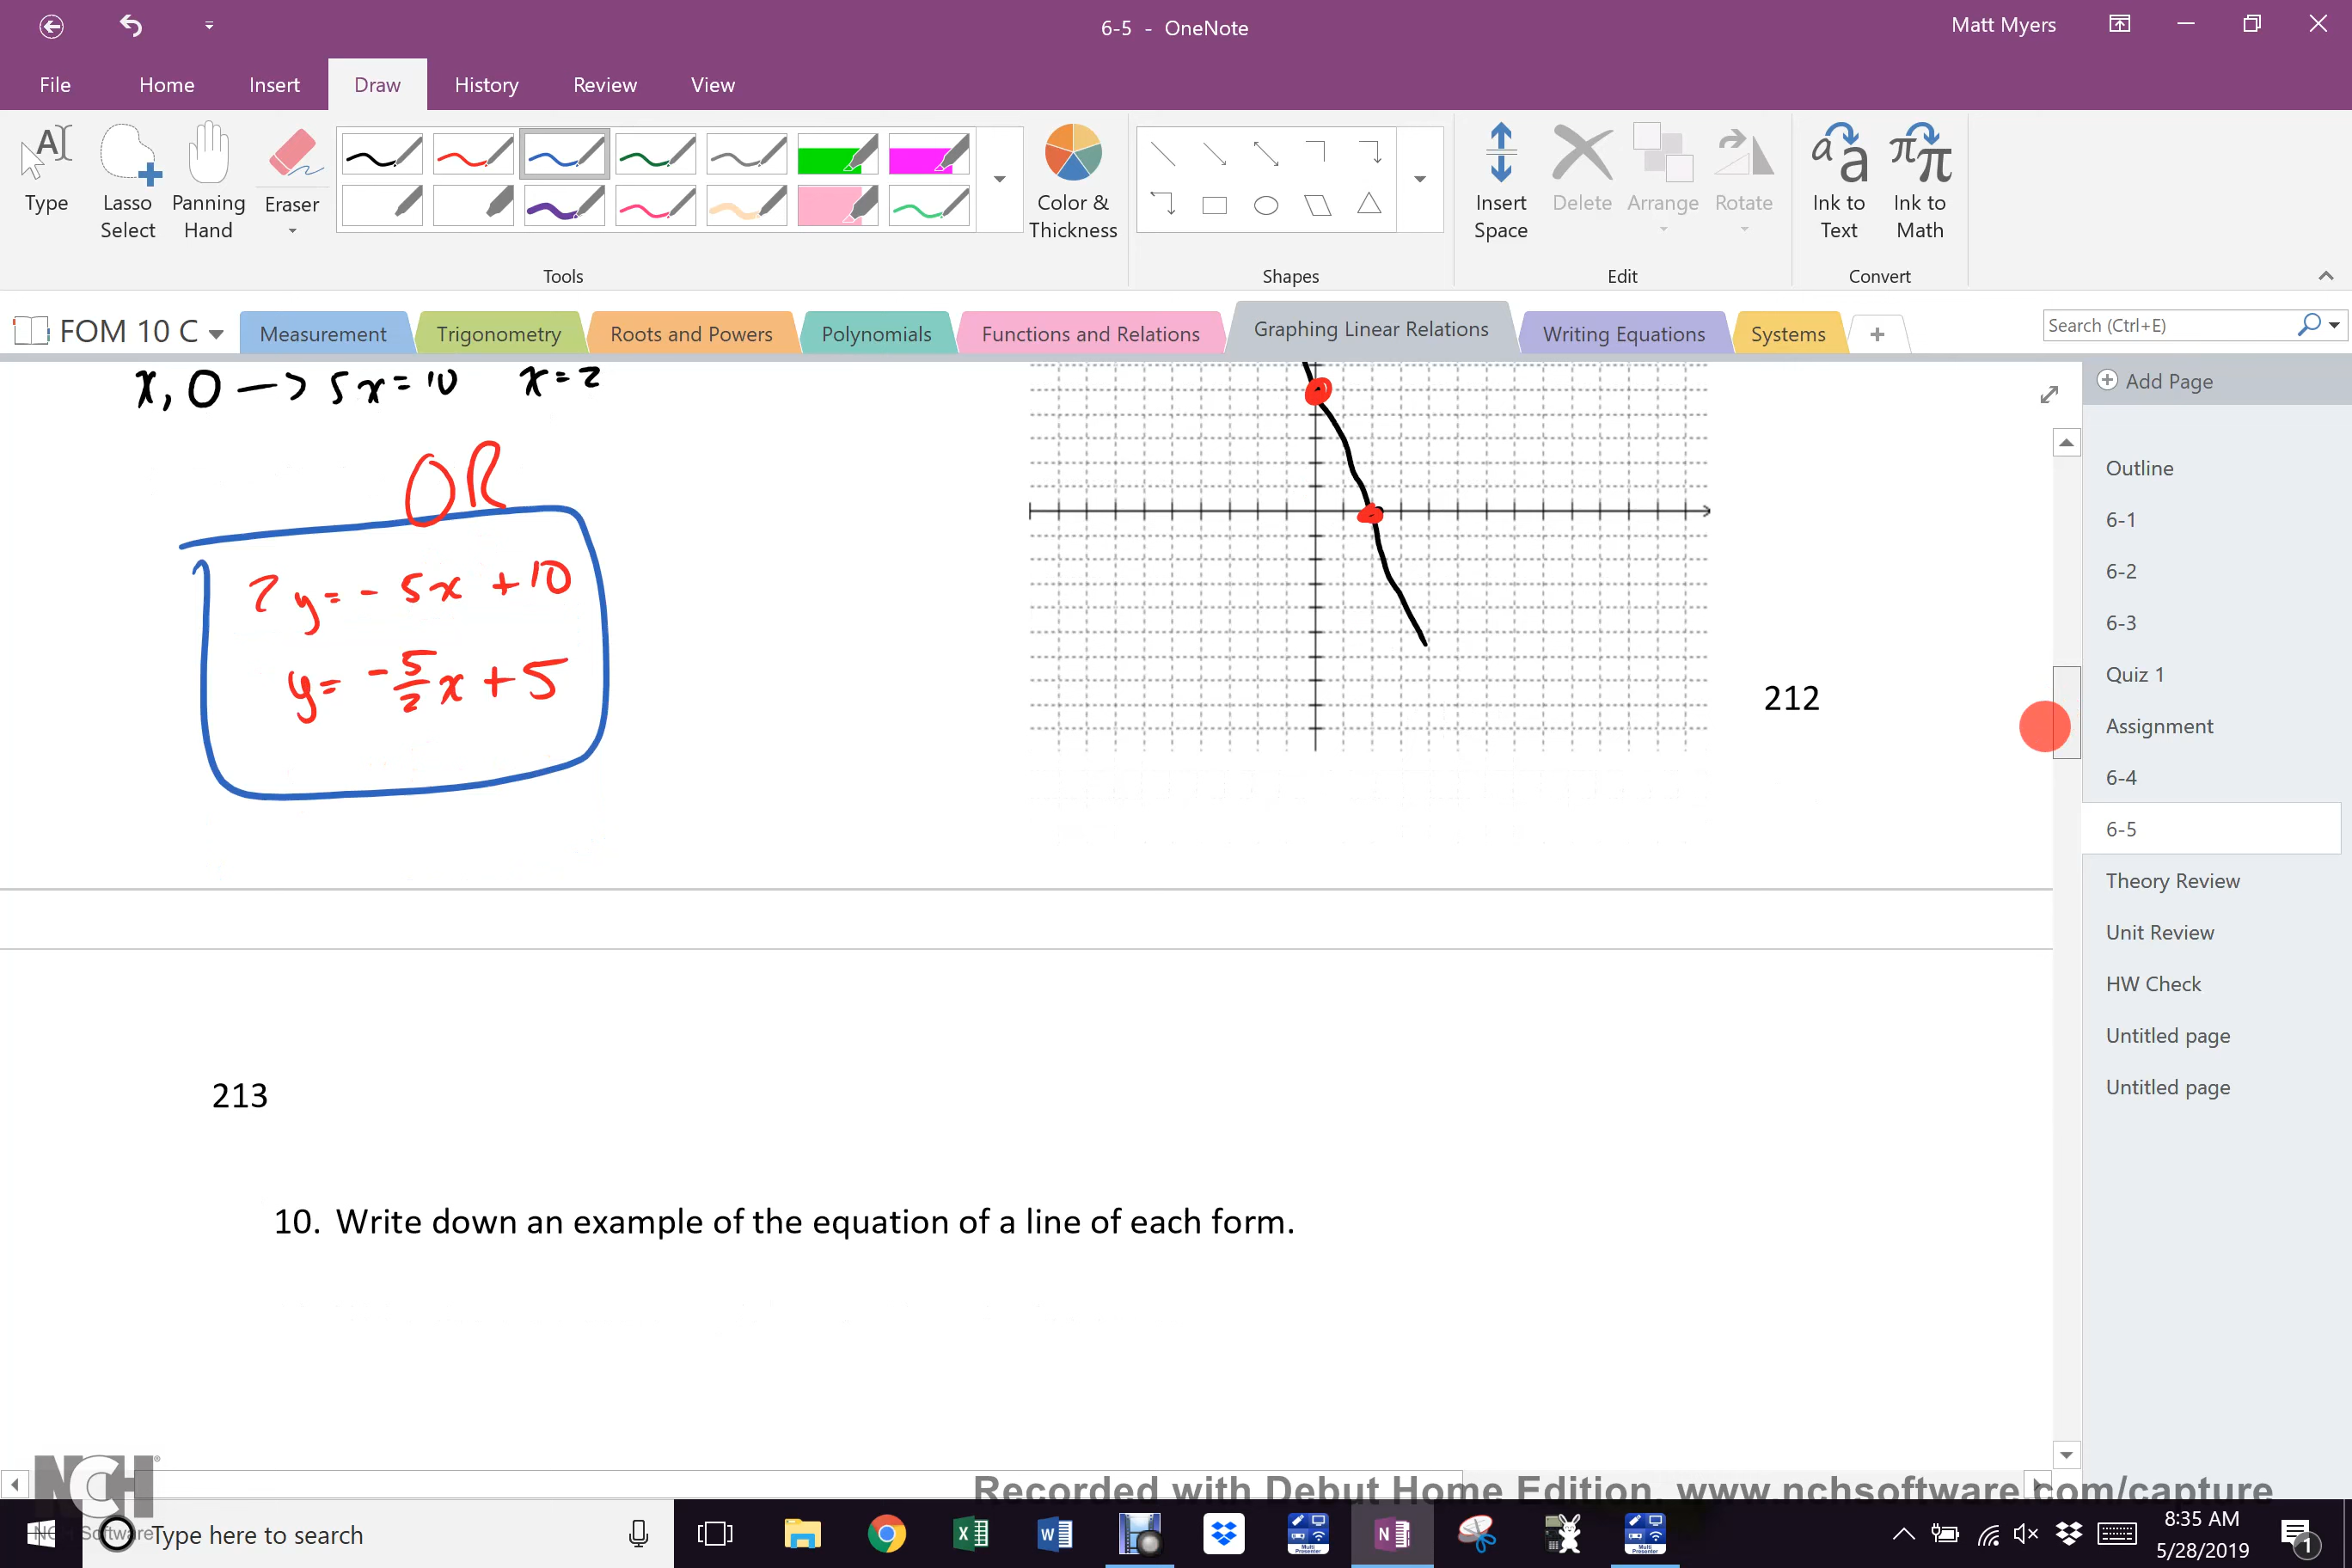 6-5 - OneNote
Matt Myers
File Home Insert Draw History Review View
Type
Lasso Select
Panning Hand
Eraser
Color & Thickness
Insert Space
Delete
Arrange
Rotate
Ink to Text
Ink to Math
Tools
Shapes
Edit
Convert
FOM 10 C
Measurement
Trigonometry
Roots and Powers
Polynomials
Functions and Relations
Graphing Linear Relations
Writing Equations
Systems
Search (Ctrl+E)
Add Page
Outline
6-1
6-2
6-3
Quiz 1
Assignment
6-4
6-5
Theory Review
Unit Review
HW Check
Untitled page
Untitled page
x, 0 —> 5x = 10 x = 2
OR
2y = - 5x + 10
y = - 5/2 x + 5
212
213
10. Write down an example of the equation of a line of each form.
NCH
NCH Software
Recorded with Debut Home Edition. www.nchsoftware.com/capture
Type here to search
8:35 AM
5/28/2019
1